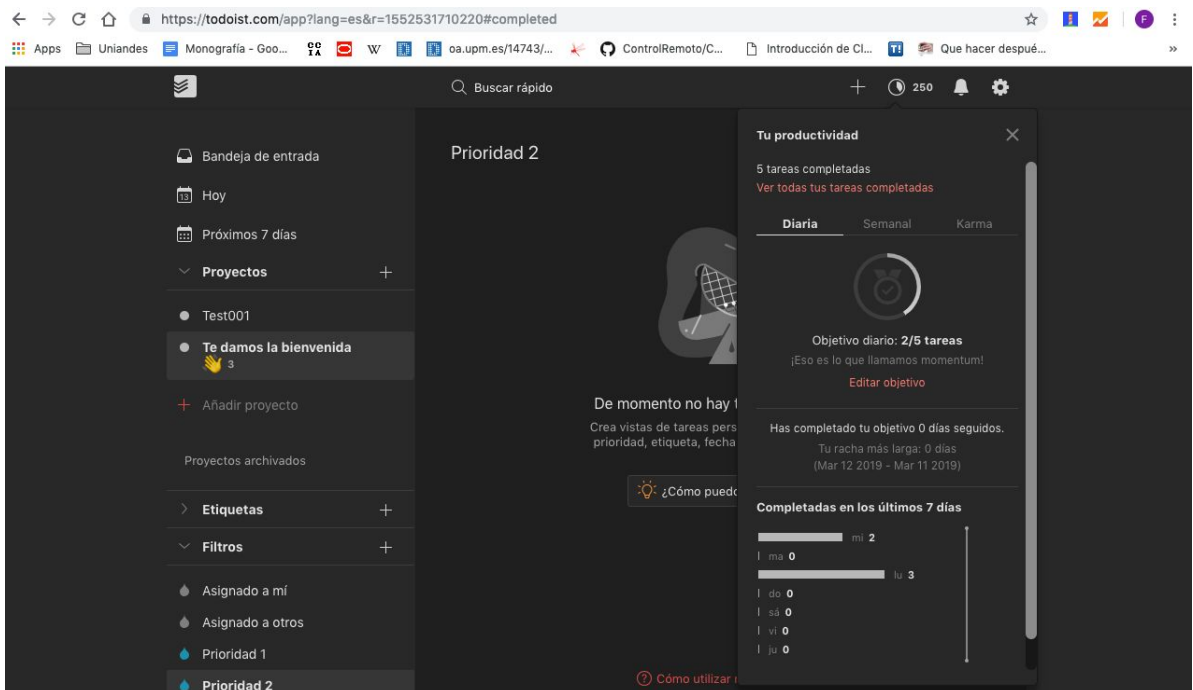 https://todoist.com/app?lang=es&r=1552531710220#completed
F
Apps Uniandes Monografía - Goo... W oa.upm.es/14743/... ControlRemoto/C... Introducción de Cl... T! Que hacer despué... »
Buscar rápido
250
Bandeja de entrada
13 Hoy
Próximos 7 días
Proyectos
Test001
Te damos la bienvenida
3
Añadir proyecto
Proyectos archivados
Etiquetas
Filtros
Asignado a mí
Asignado a otros
Prioridad 1
Prioridad 2
Prioridad 2
De momento no hay
Crea vistas de tareas pers
prioridad, etiqueta, fecha
¿Cómo puedo
Cómo utilizar
Tu productividad
5 tareas completadas
Ver todas tus tareas completadas
Diaria Semanal Karma
Objetivo diario: 2/5 tareas
¡Eso es lo que llamamos momentum!
Editar objetivo
Has completado tu objetivo 0 días seguidos.
Tu racha más larga: 0 días
(Mar 12 2019 - Mar 11 2019)
Completadas en los últimos 7 días
mi 2
ma 0
lu 3
do 0
sá 0
vi 0
ju 0